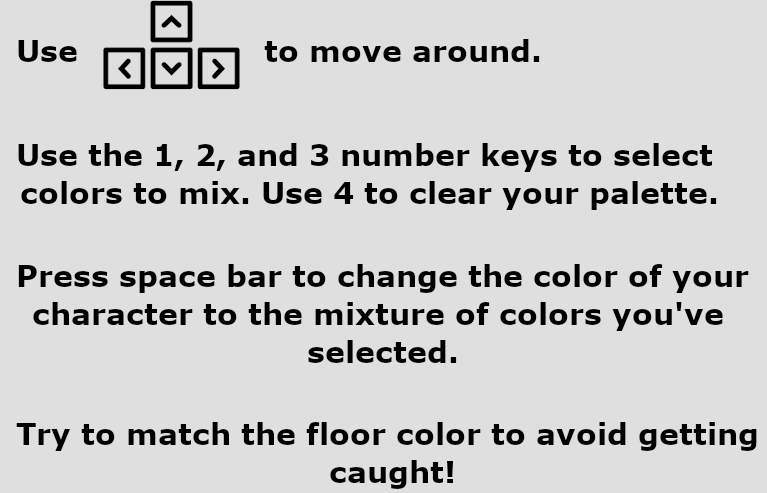 Use to move around.
Use the 1, 2, and 3 number keys to select
colors to mix. Use 4 to clear your palette.
Press space bar to change the color of your
character to the mixture of colors you've
selected.
Try to match the floor color to avoid getting
caught!